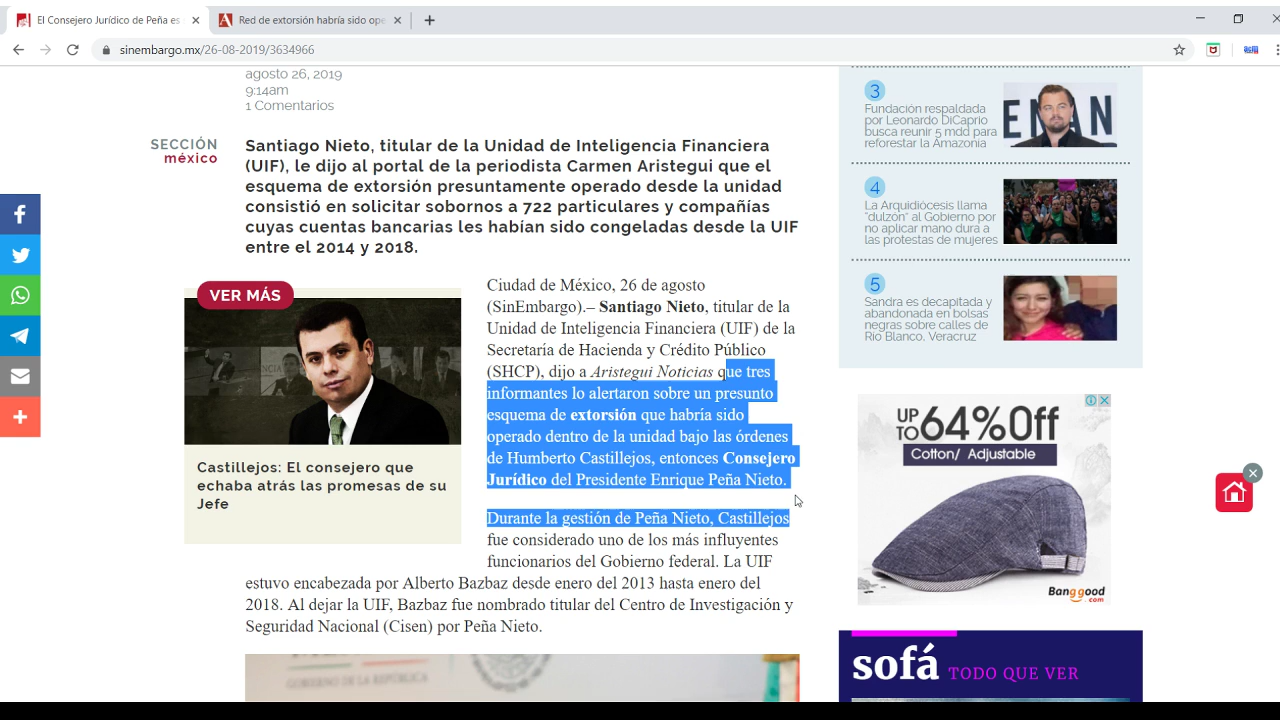 El Consejero Jurídico de Peña es
Red de extorsión habría sido ope
sinembargo.mx/26-08-2019/3634966
agosto 26, 2019
9:14am
1 Comentarios
SECCIÓN
méxico
Santiago Nieto, titular de la Unidad de Inteligencia Financiera
(UIF), le dijo al portal de la periodista Carmen Aristegui que el
esquema de extorsión presuntamente operado desde la unidad
consistió en solicitar sobornos a 722 particulares y compañías
cuyas cuentas bancarias les habían sido congeladas desde la UIF
entre el 2014 y 2018.
VER MÁS
Castillejos: El consejero que
echaba atrás las promesas de su
Jefe
Ciudad de México, 26 de agosto
(SinEmbargo).– Santiago Nieto, titular de la
Unidad de Inteligencia Financiera (UIF) de la
Secretaría de Hacienda y Crédito Público
(SHCP), dijo a Aristegui Noticias que tres
informantes lo alertaron sobre un presunto
esquema de extorsión que habría sido
operado dentro de la unidad bajo las órdenes
de Humberto Castillejos, entonces Consejero
Jurídico del Presidente Enrique Peña Nieto.
Durante la gestión de Peña Nieto, Castillejos
fue considerado uno de los más influyentes
funcionarios del Gobierno federal. La UIF
estuvo encabezada por Alberto Bazbaz desde enero del 2013 hasta enero del
2018. Al dejar la UIF, Bazbaz fue nombrado titular del Centro de Investigación y
Seguridad Nacional (Cisen) por Peña Nieto.
GOBIERNO DE LA REPÚBLICA
3
Fundación respaldada
por Leonardo DiCaprio
busca reunir 5 mdd para
reforestar la Amazonia
4
La Arquidiócesis llama
"dulzón" al Gobierno por
no aplicar mano dura a
las protestas de mujeres
5
Sandra es decapitada y
abandonada en bolsas
negras sobre calles de
Río Blanco, Veracruz
UP TO 64% Off
Cotton/ Adjustable
Banggood
.com
sofá TODO QUE VER